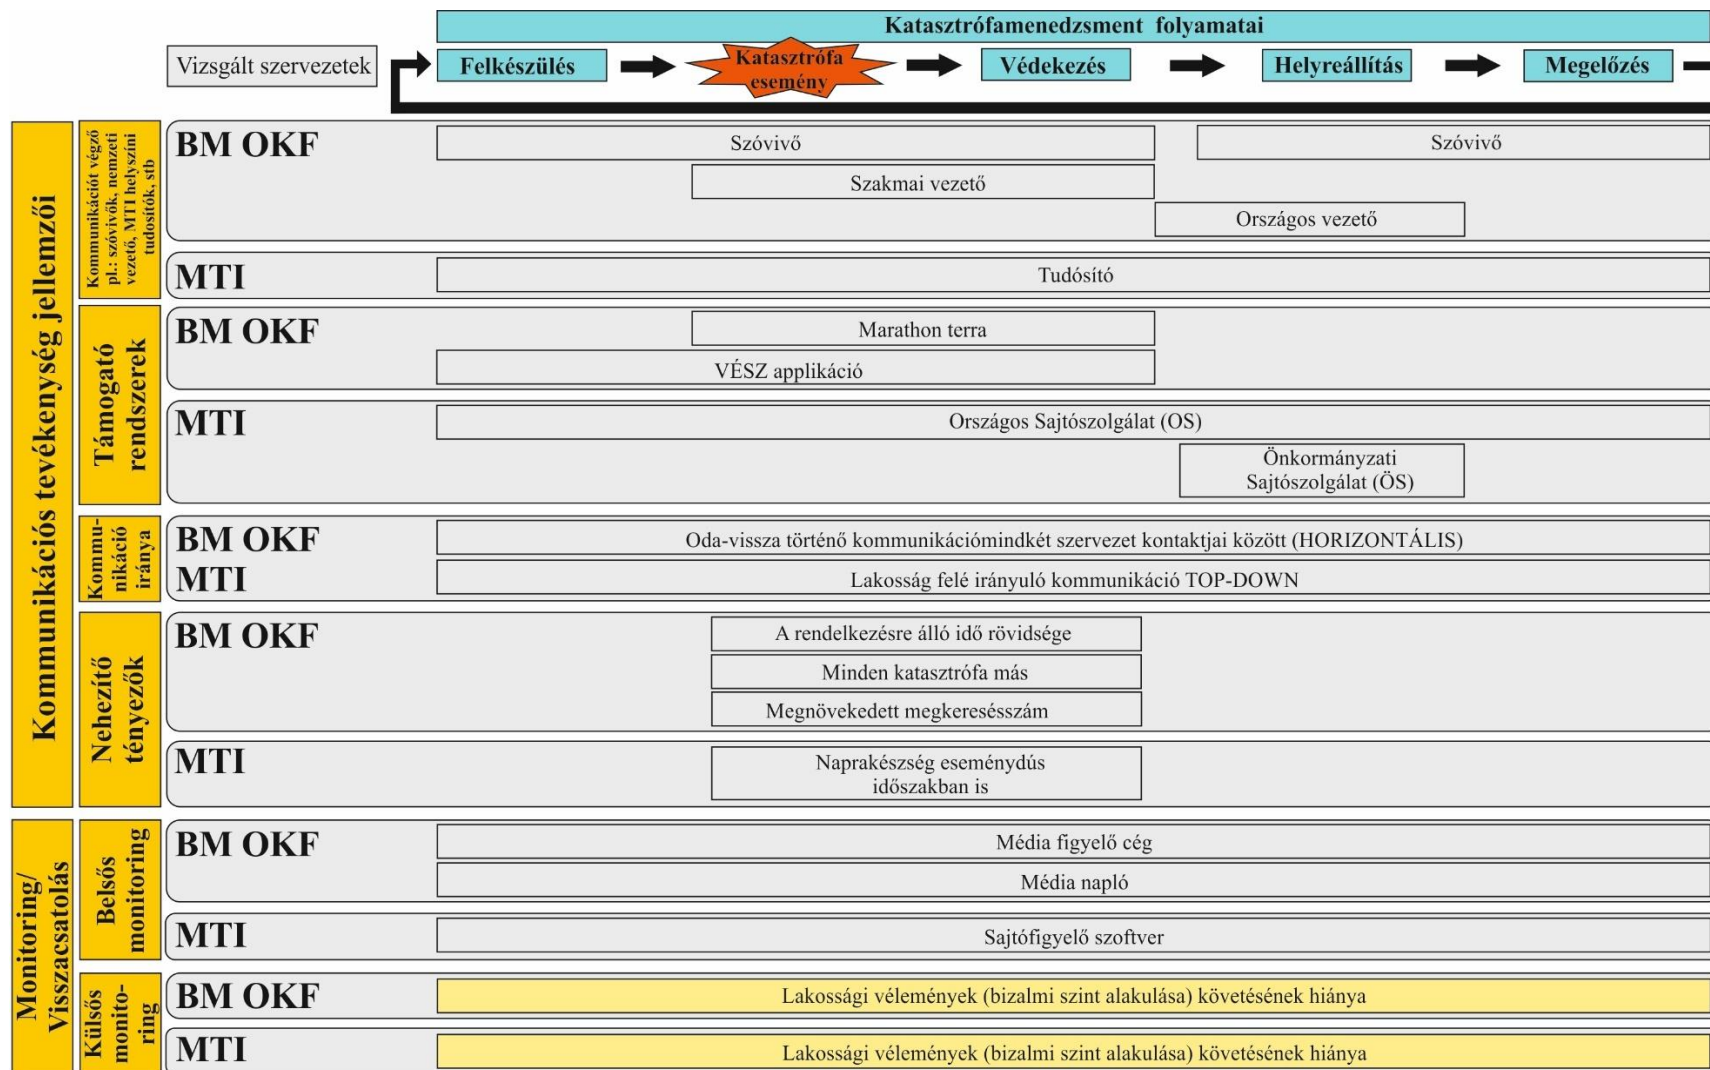 Katasztrófamenedzsment folyamatai
Vizsgált szervezetek
Felkészülés
Katasztrófa
esemény
Védekezés
Helyreállítás
Megelőzés
Kommunikációs tevékenység jellemzői
Kommunikációt végző
pl.: szóvivők, nemzeti
vezető, MTI helyszíni
tudosítók, stb
BM OKF
Szóvivő
Szóvivő
Szakmai vezető
Országos vezető
MTI
Tudósító
Támogató
rendszerek
BM OKF
Marathon terra
VÉSZ applikáció
MTI
Országos Sajtószolgálat (OS)
Önkormányzati
Sajtószolgálat (ÖS)
Kommu-
nikáció
iránya
BM OKF
Oda-vissza történő kommunikációmindkét szervezet kontaktjai között (HORIZONTÁLIS)
MTI
Lakosság felé irányuló kommunikáció TOP-DOWN
Nehezítő
tényezők
BM OKF
A rendelkezésre álló idő rövidsége
Minden katasztrófa más
Megnövekedett megkeresésszám
MTI
Naprakészség eseménydús
időszakban is
Monitoring/
Visszacsatolás
Belsős
monitoring
BM OKF
Média figyelő cég
Média napló
MTI
Sajtófigyelő szoftver
Külsős
monito-
ring
BM OKF
Lakossági vélemények (bizalmi szint alakulása) követésének hiánya
MTI
Lakossági vélemények (bizalmi szint alakulása) követésének hiánya